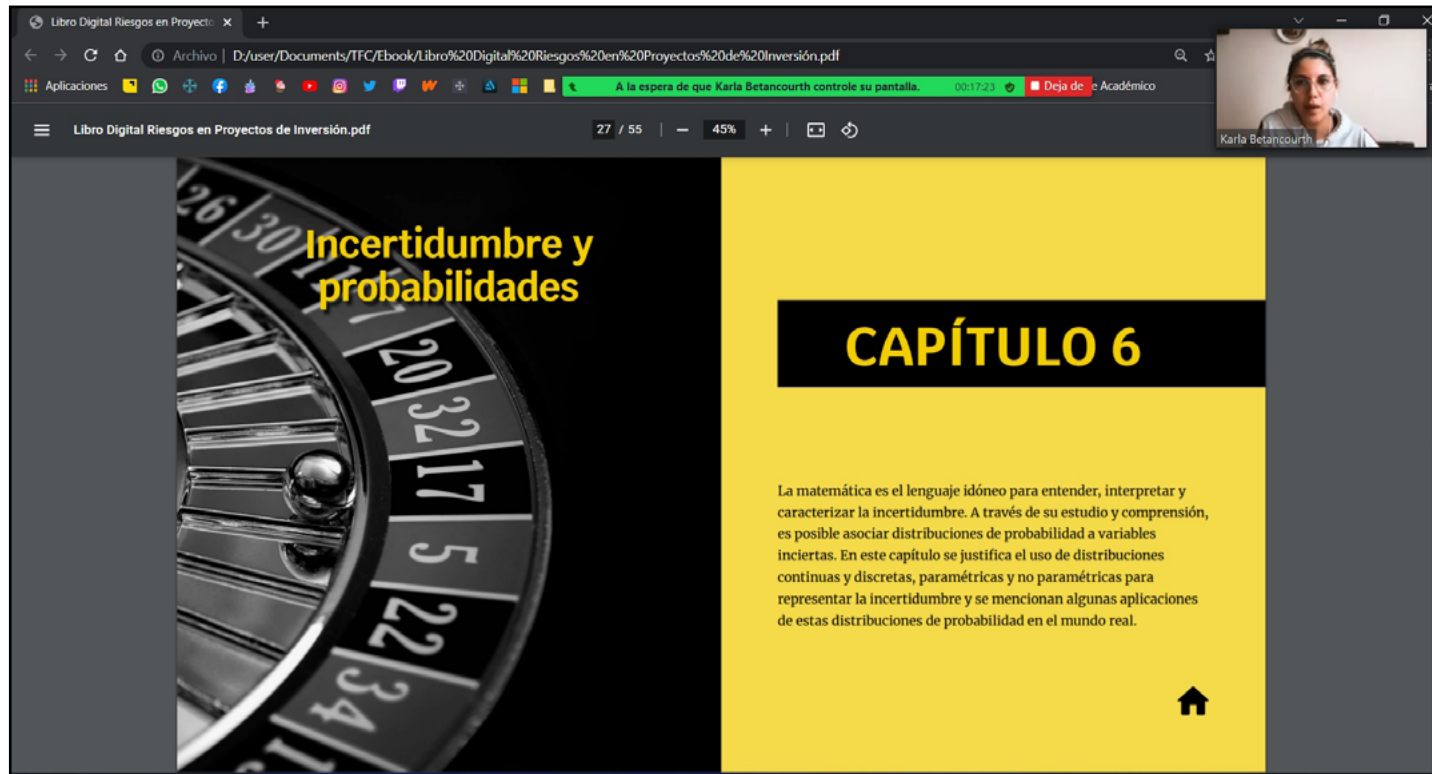 Libro Digital Riesgos en Proyecto
Archivo | D:/user/Documents/TFC/Ebook/Libro%20Digital%20Riesgos%20en%20Proyectos%20de%20Inversión.pdf
Aplicaciones
A la espera de que Karla Betancourth controle su pantalla.
00:17:23
Deja de
e Académico
Libro Digital Riesgos en Proyectos de Inversión.pdf
27 / 55
45%
Karla Betancourth
Incertidumbre y
probabilidades
26
30
11
7
20
32
17
5
22
34
CAPÍTULO 6
La matemática es el lenguaje idóneo para entender, interpretar y
caracterizar la incertidumbre. A través de su estudio y comprensión,
es posible asociar distribuciones de probabilidad a variables
inciertas. En este capítulo se justifica el uso de distribuciones
continuas y discretas, paramétricas y no paramétricas para
representar la incertidumbre y se mencionan algunas aplicaciones
de estas distribuciones de probabilidad en el mundo real.